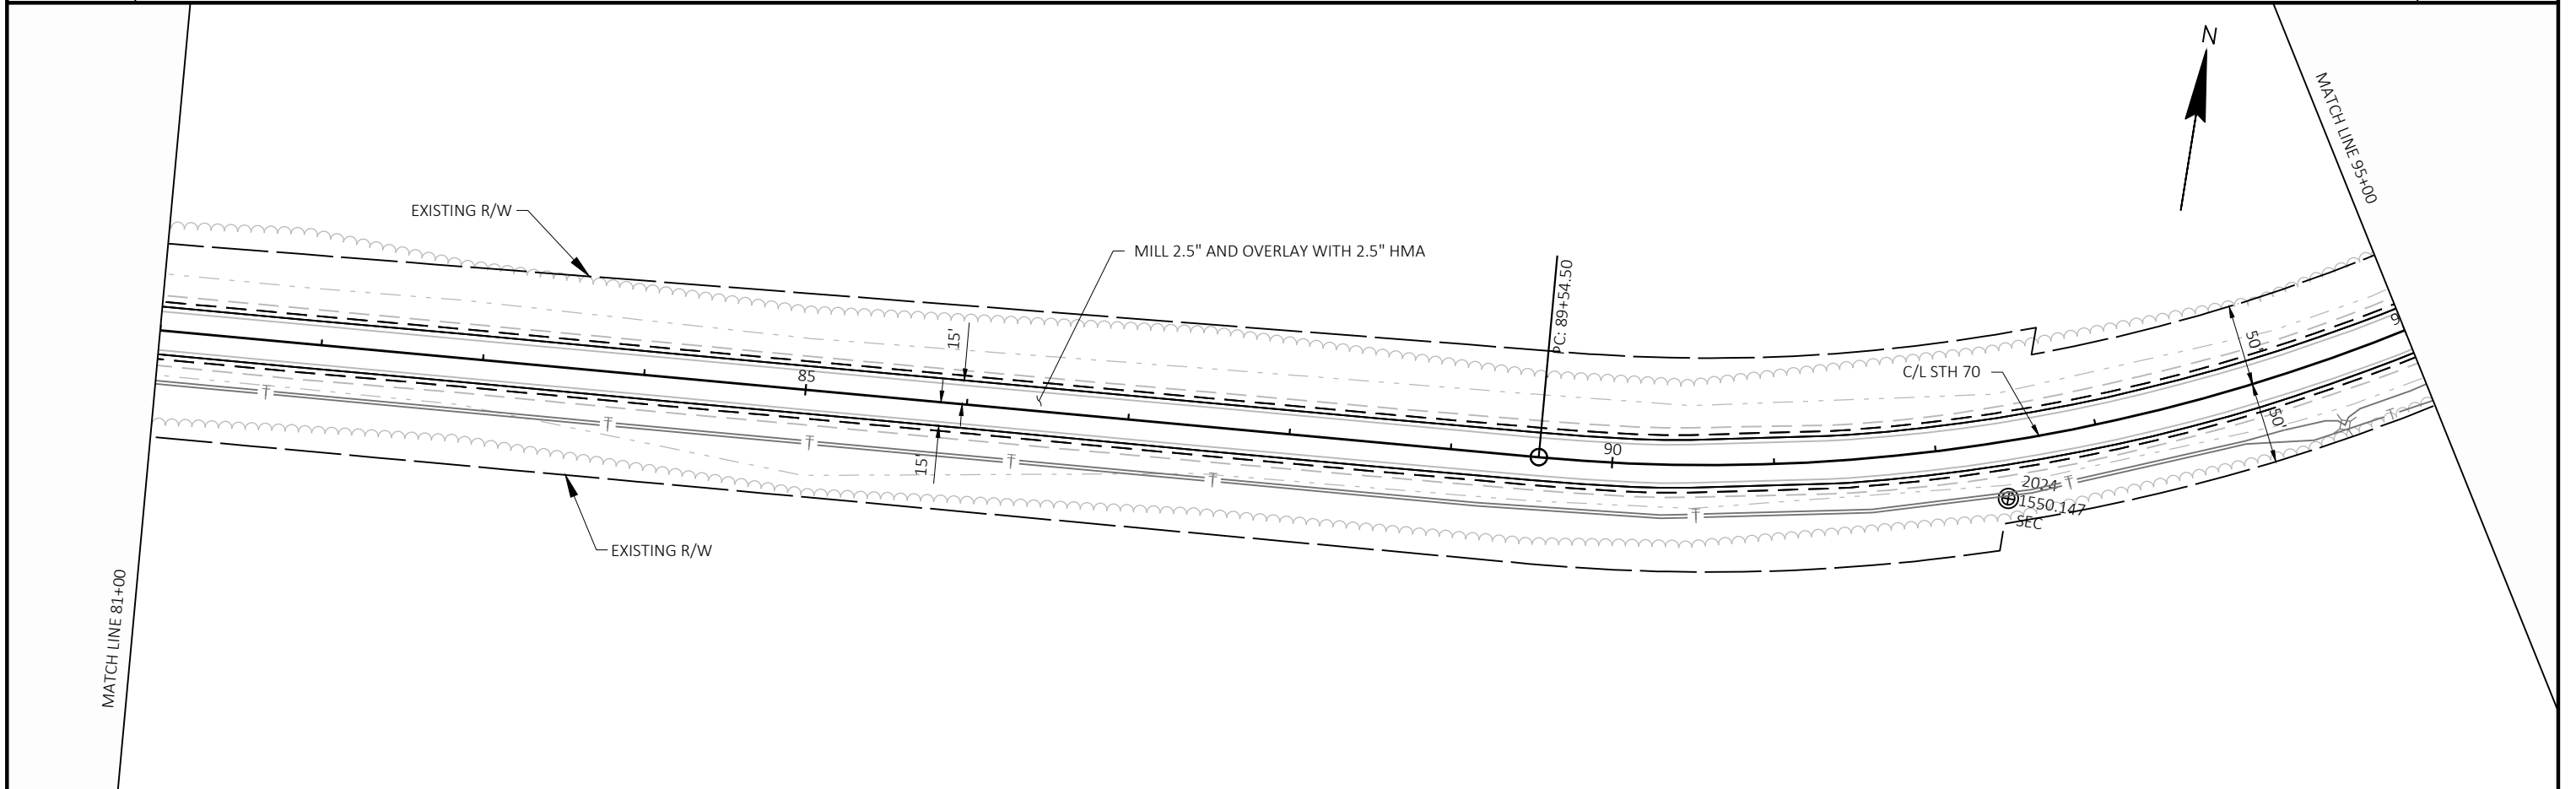 N
MATCH LINE 95+00
EXISTING R/W
MILL 2.5" AND OVERLAY WITH 2.5" HMA
PC: 89+54.50
15'
85
C/L STH 70
9
50'
50'
90
15'
T
T
T
T
T
T
T
T
2024
1550.147
SEC
EXISTING R/W
MATCH LINE 81+00